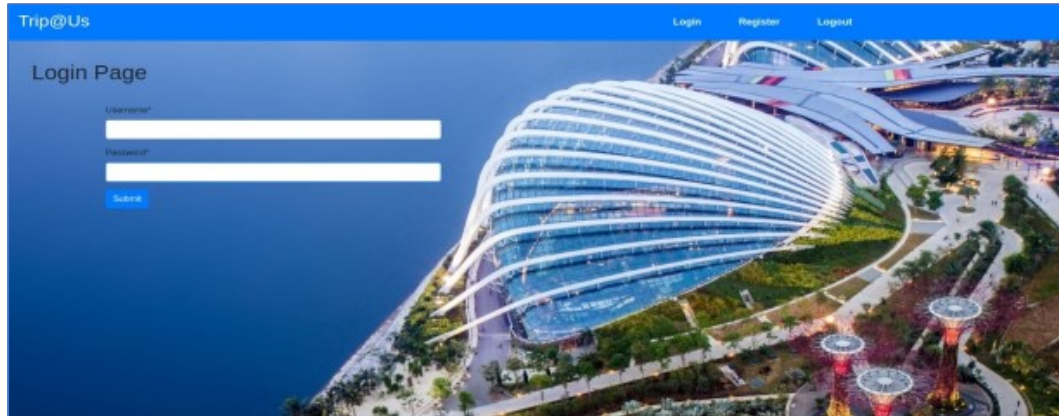 Trip@Us
Login Register Logout
Login Page
Username*
Password*
Submit